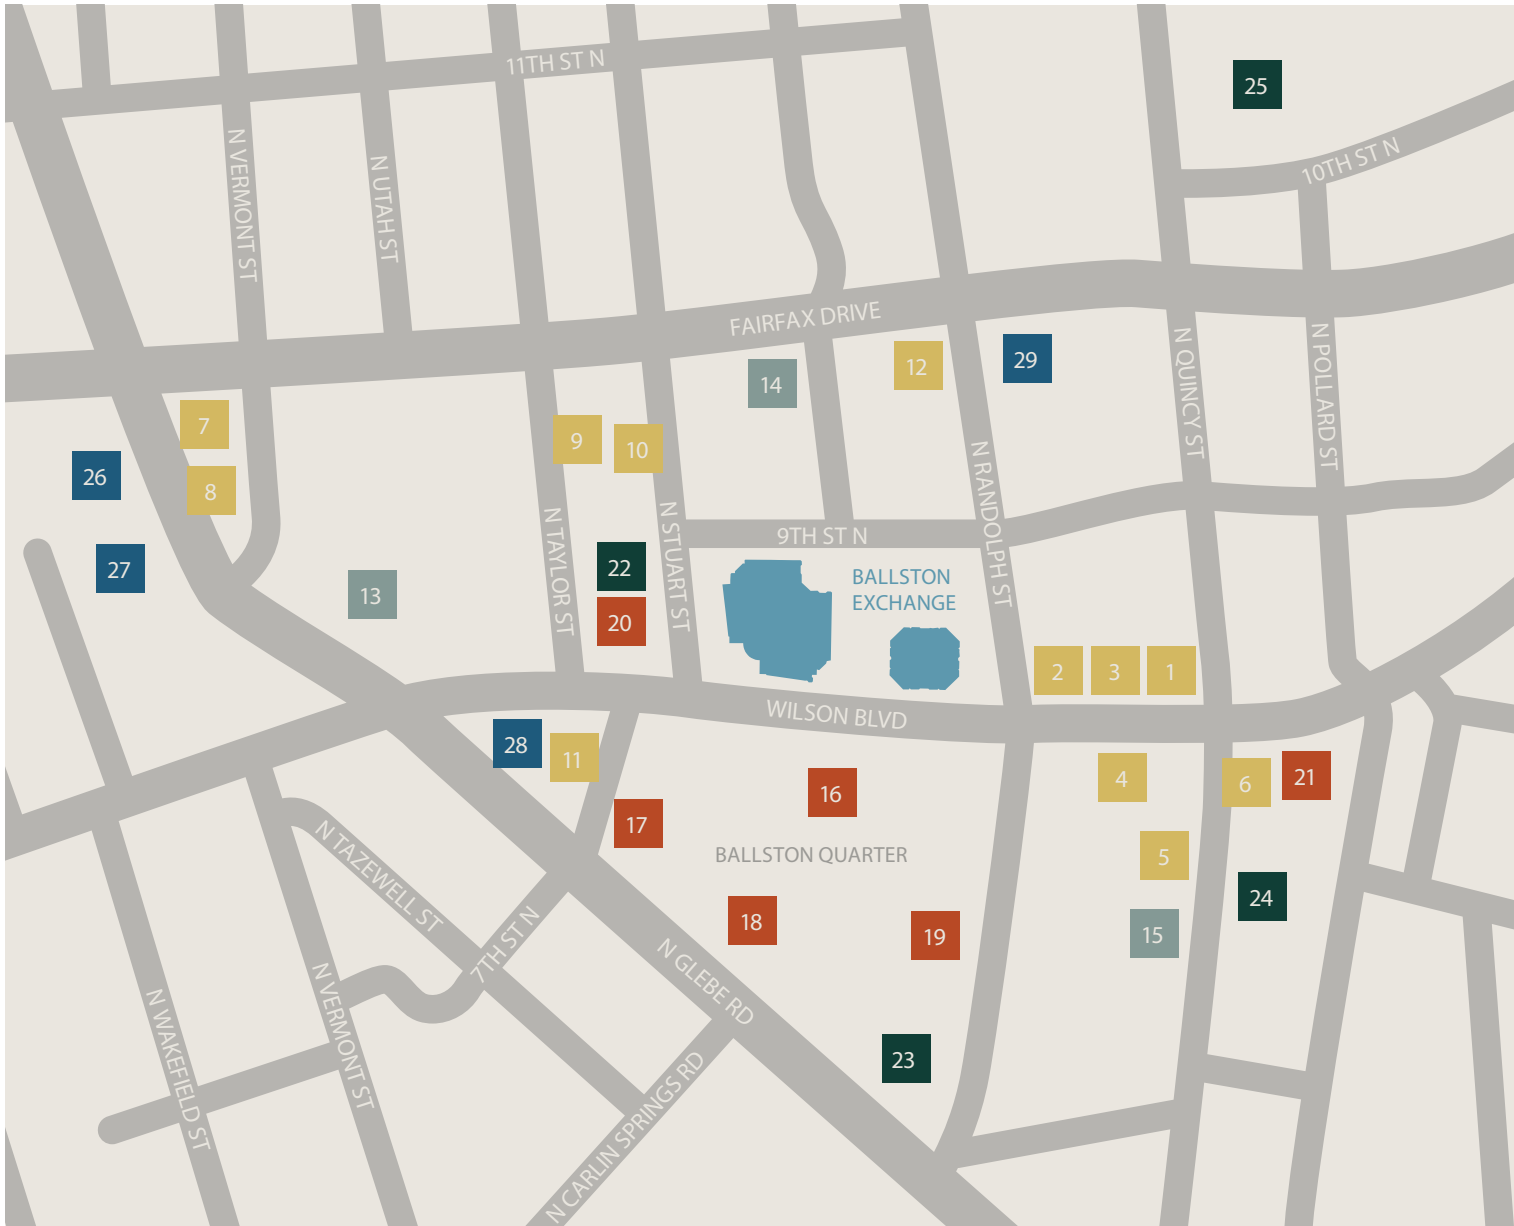 11TH ST N
25
10TH ST N
N VERMONT ST
N UTAH ST
FAIRFAX DRIVE
14
12
29
N QUINCY ST
N POLLARD ST
7
9
10
26
8
N RANDOLPH ST
N TAYLOR ST
N STUART ST
9TH ST N
27
13
22
20
BALLSTON
EXCHANGE
2
3
1
WILSON BLVD
28
11
4
6
21
16
17
BALLSTON QUARTER
5
N TAZEWELL ST
24
18
19
15
7TH ST N
N GLEBE RD
N WAKEFIELD ST
N VERMONT ST
23
N CARLIN SPRINGS RD